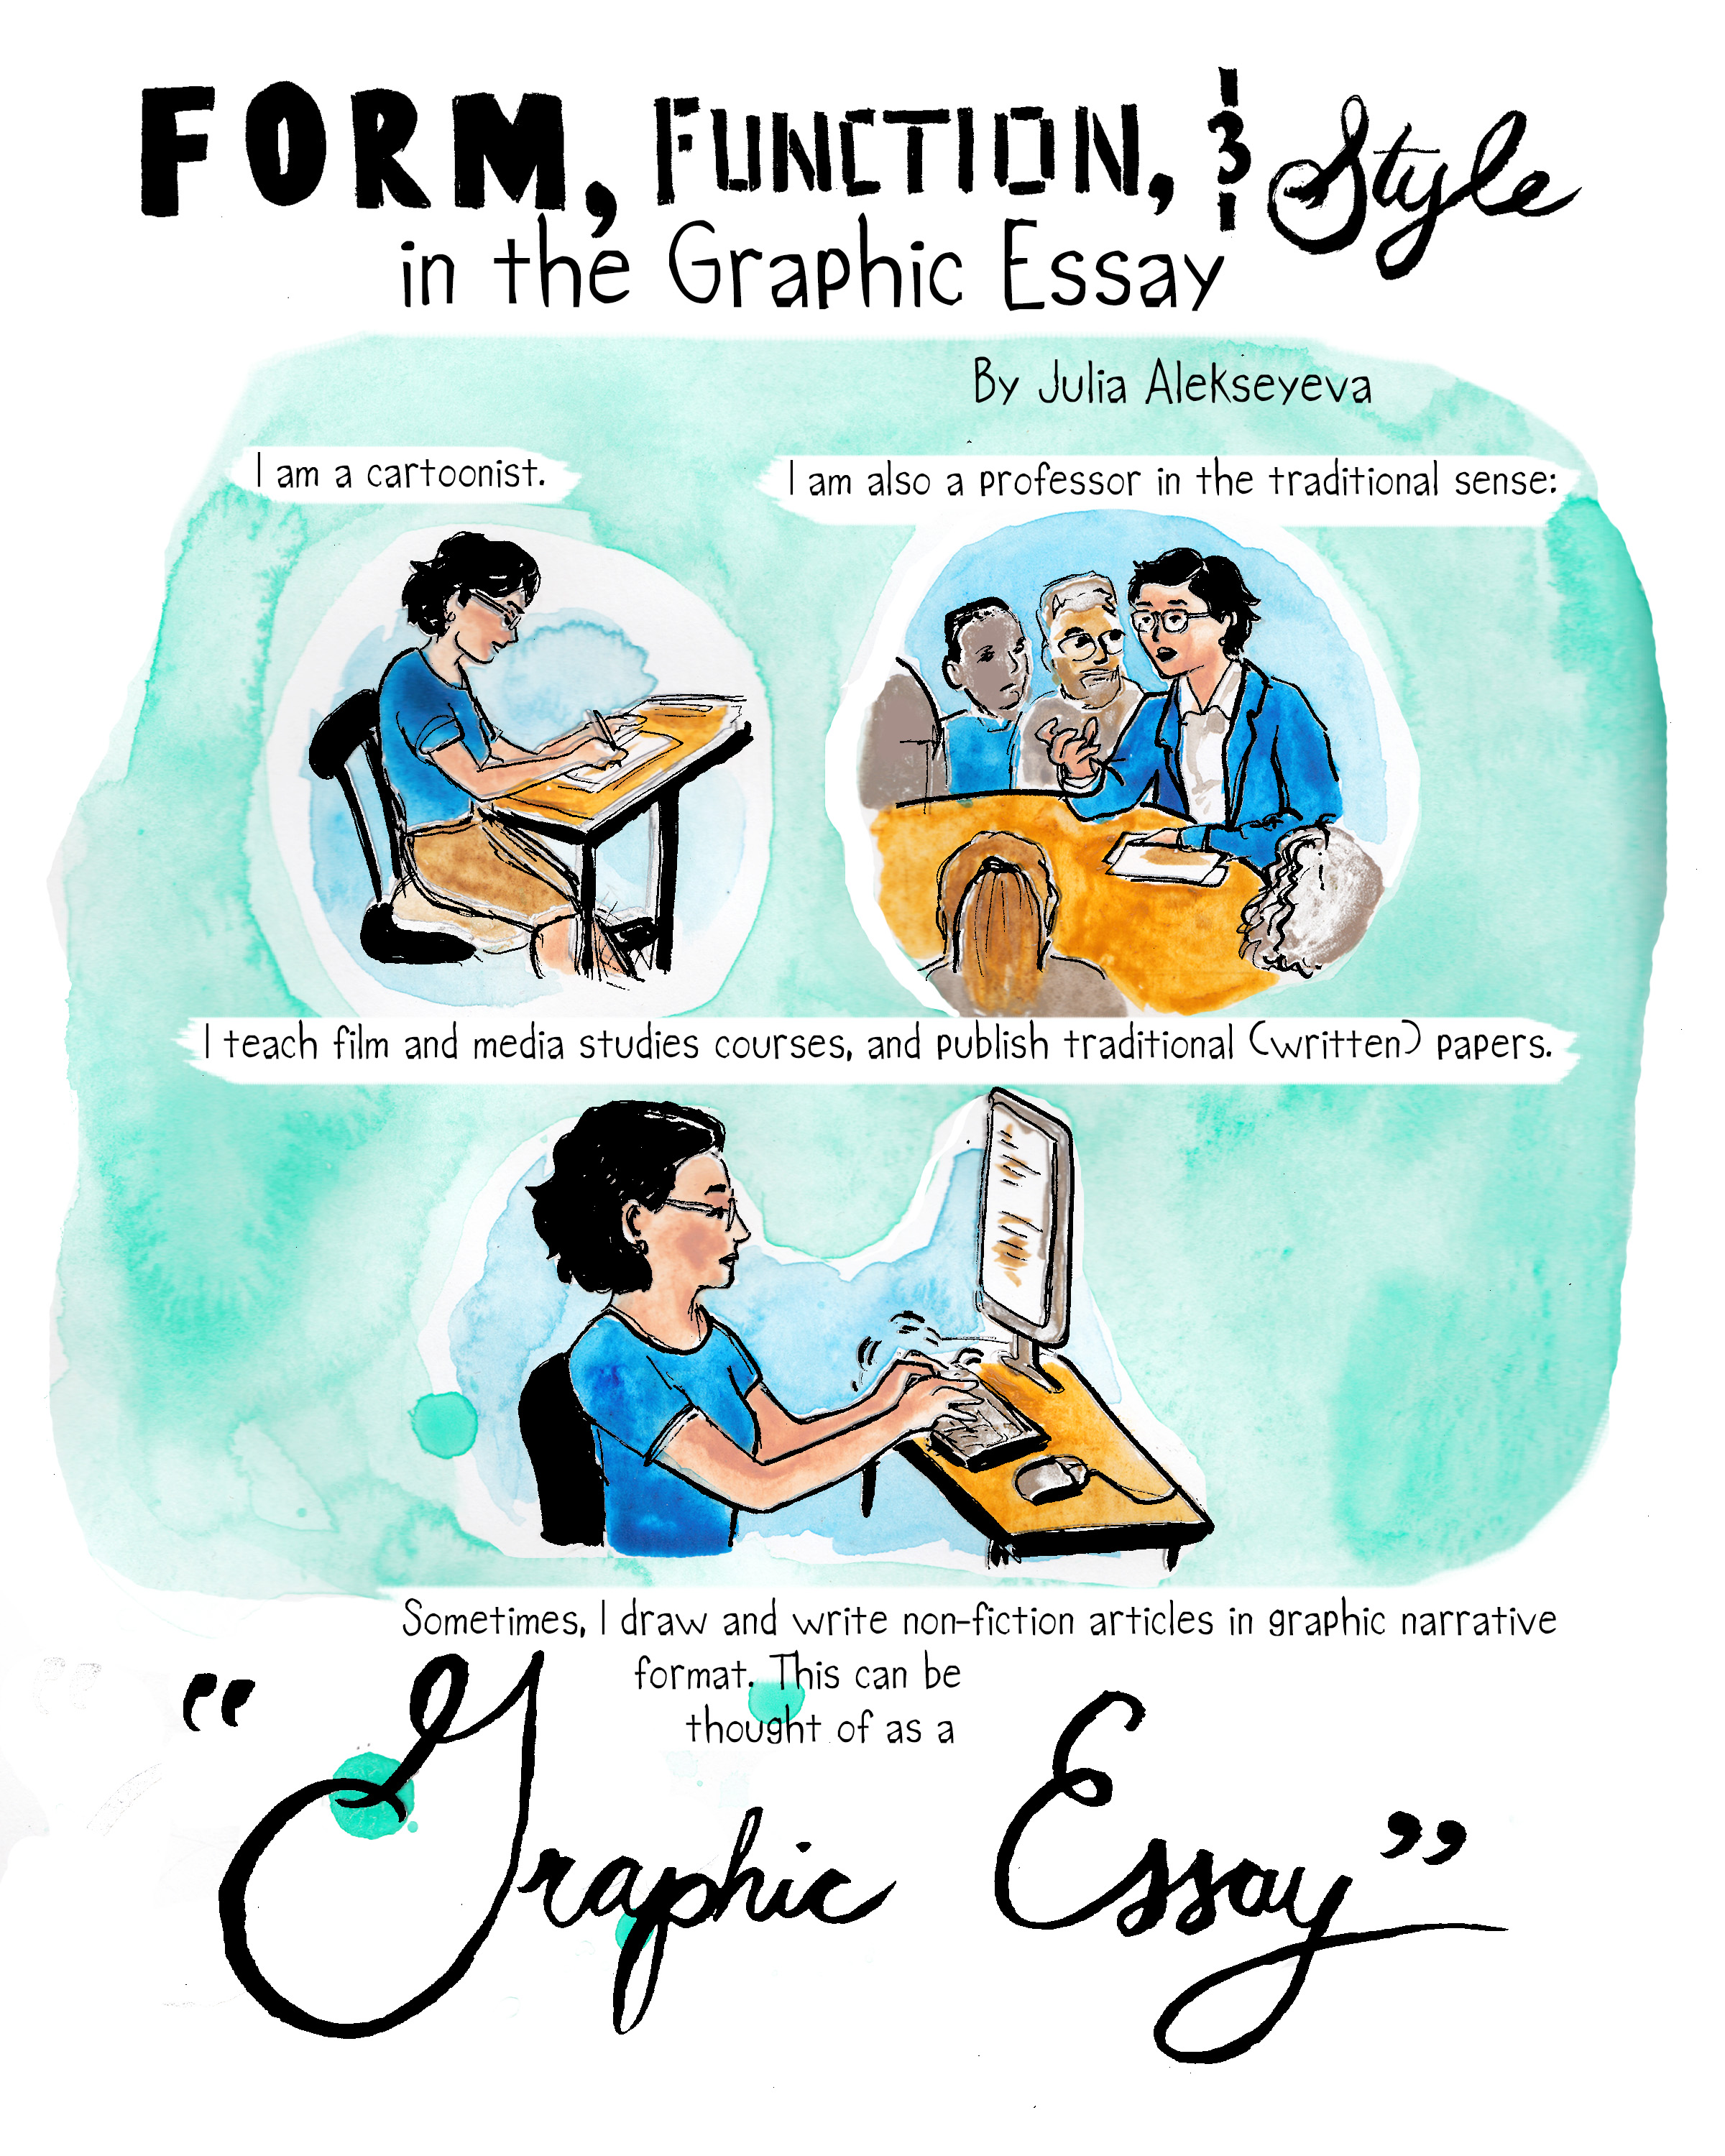 FORM, FUNCTION, & Style
in the Graphic Essay
By Julia Alekseyeva
I am a cartoonist.
I am also a professor in the traditional sense:
I teach film and media studies courses, and publish traditional (written) papers.
Sometimes, I draw and write non-fiction articles in graphic narrative
format. This can be
thought of as a
“Graphic Essay”